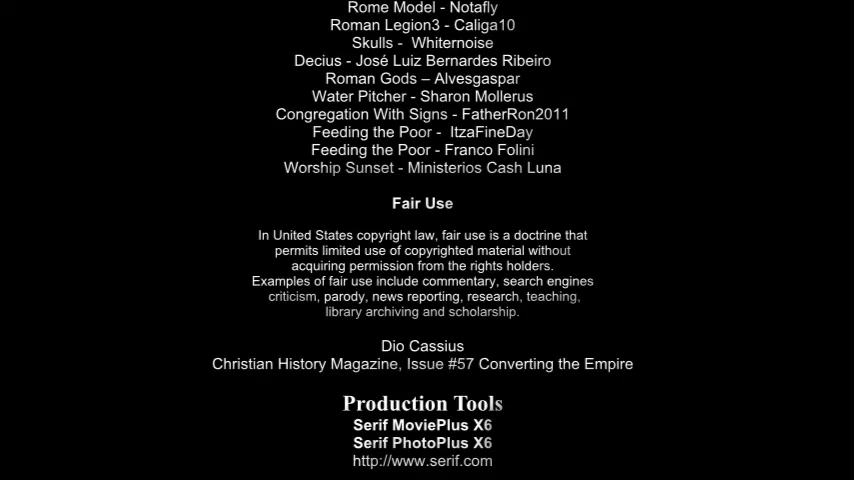 Rome Model - Notafly
Roman Legion3 - Caliga10
Skulls -  Whiternoise
Decius - José Luiz Bernardes Ribeiro
Roman Gods – Alvesgaspar
Water Pitcher - Sharon Mollerus
Congregation With Signs - FatherRon2011
Feeding the Poor -  ItzaFineDay
Feeding the Poor - Franco Folini
Worship Sunset - Ministerios Cash Luna
Fair Use
In United States copyright law, fair use is a doctrine that
permits limited use of copyrighted material without
acquiring permission from the rights holders.
Examples of fair use include commentary, search engines
criticism, parody, news reporting, research, teaching,
library archiving and scholarship.
Dio Cassius
Christian History Magazine, Issue #57 Converting the Empire
Production Tools
Serif MoviePlus X6
Serif PhotoPlus X6
http://www.serif.com